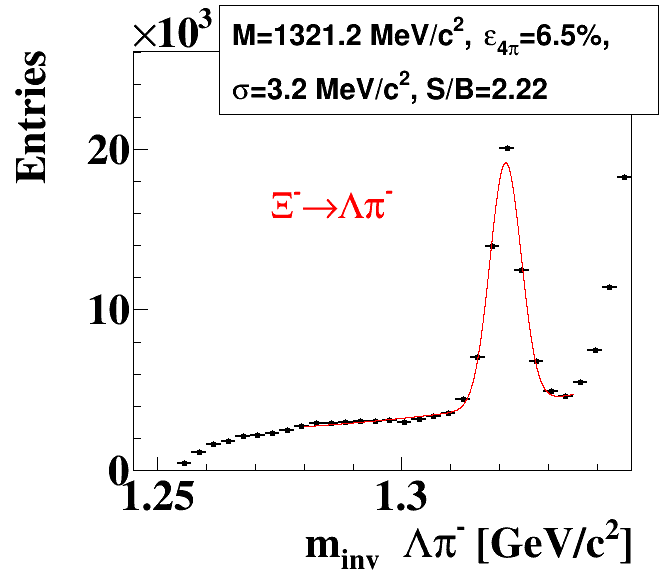 ×10³
M=1321.2 MeV/c², ε4π=6.5%,
σ=3.2 MeV/c², S/B=2.22
Entries
20
Ξ⁻→Λπ⁻
10
0
1.25 1.3
m_inv Λπ⁻ [GeV/c²]